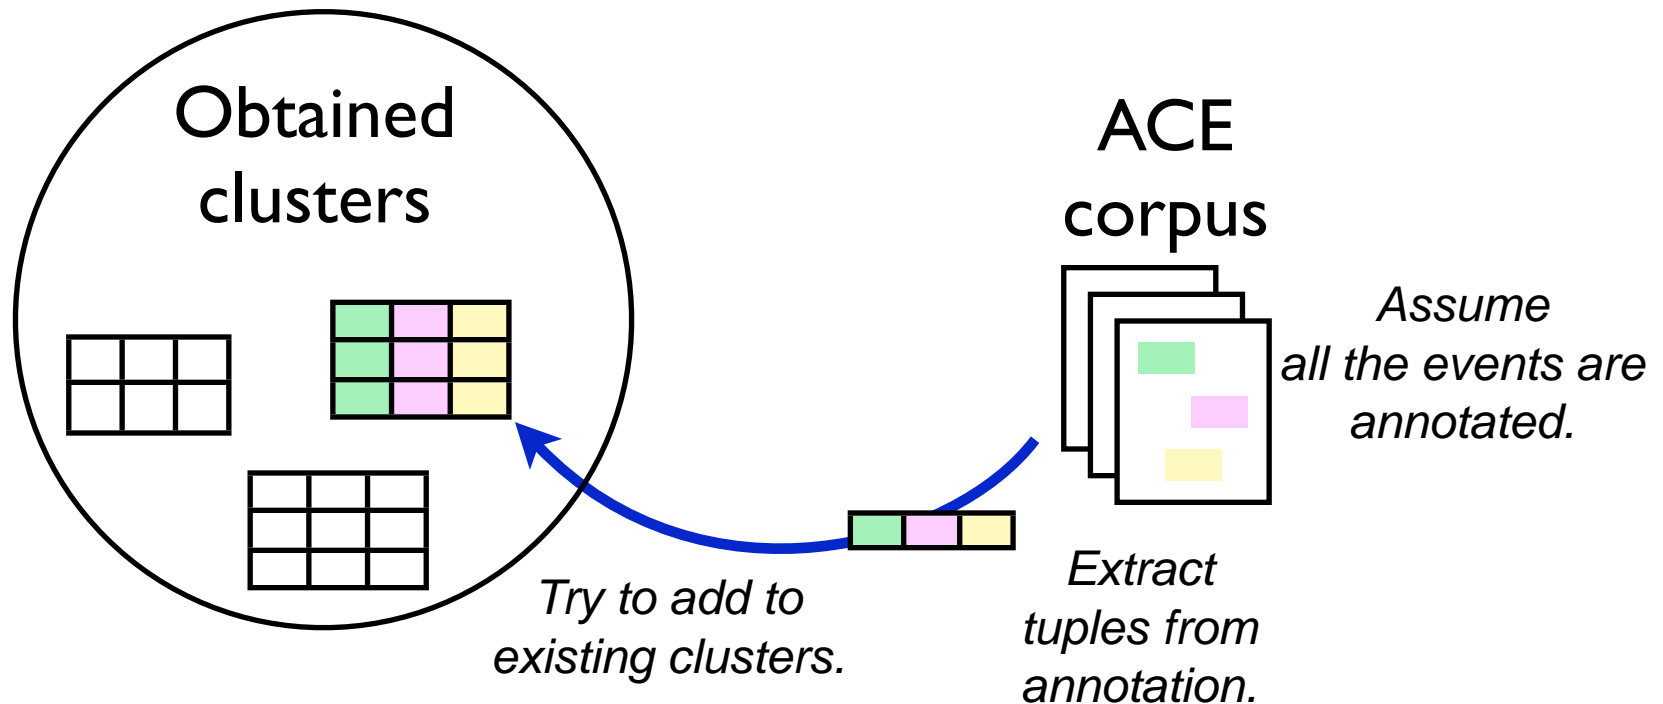 Obtained
clusters
ACE
corpus
Assume
all the events are
annotated.
Try to add to
existing clusters.
Extract
tuples from
annotation.